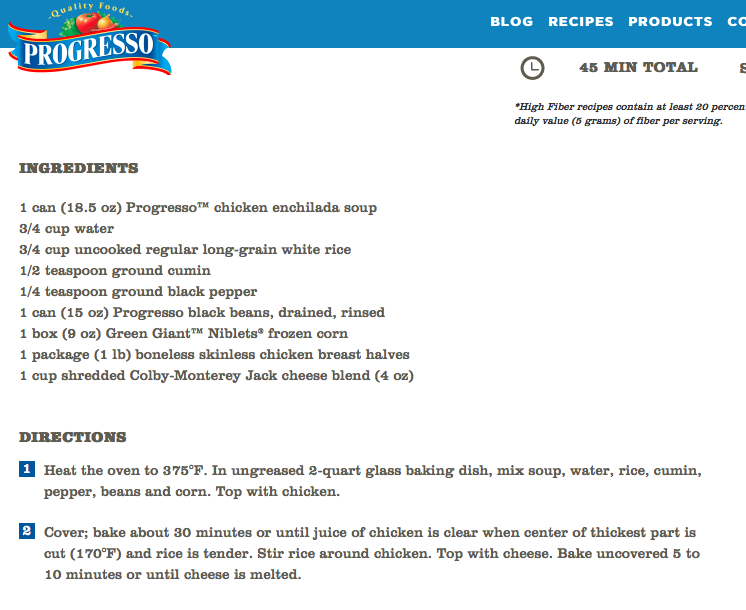 Quality Foods
PROGRESSO
BLOG RECIPES PRODUCTS CO
45 MIN TOTAL
*High Fiber recipes contain at least 20 percen
daily value (5 grams) of fiber per serving.
INGREDIENTS
1 can (18.5 oz) Progresso™ chicken enchilada soup
3/4 cup water
3/4 cup uncooked regular long-grain white rice
1/2 teaspoon ground cumin
1/4 teaspoon ground black pepper
1 can (15 oz) Progresso black beans, drained, rinsed
1 box (9 oz) Green Giant™ Niblets® frozen corn
1 package (1 lb) boneless skinless chicken breast halves
1 cup shredded Colby-Monterey Jack cheese blend (4 oz)
DIRECTIONS
1 Heat the oven to 375°F. In ungreased 2-quart glass baking dish, mix soup, water, rice, cumin,
pepper, beans and corn. Top with chicken.
2 Cover; bake about 30 minutes or until juice of chicken is clear when center of thickest part is
cut (170°F) and rice is tender. Stir rice around chicken. Top with cheese. Bake uncovered 5 to
10 minutes or until cheese is melted.